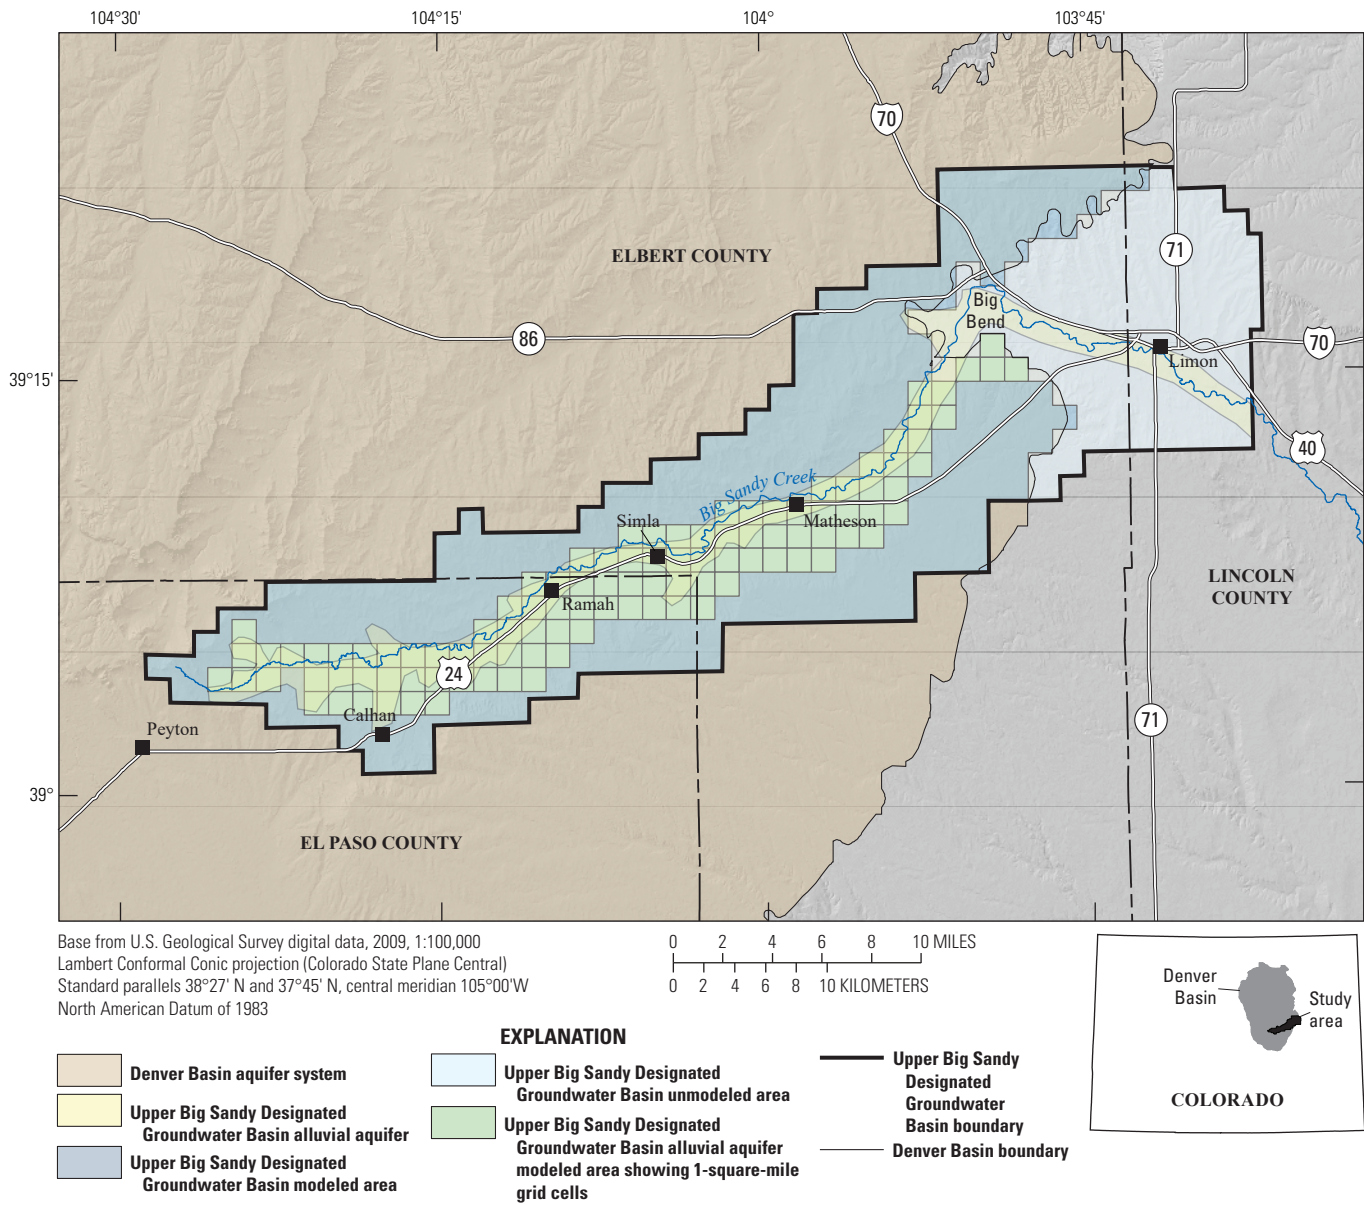 104°30'
104°15'
104°
103°45'
70
ELBERT COUNTY
71
86
Big
Bend
70
Limon
39°15'
40
Big Sandy Creek
Simla
Matheson
Ramah
LINCOLN
COUNTY
24
Calhan
Peyton
71
39°
EL PASO COUNTY
Base from U.S. Geological Survey digital data, 2009, 1:100,000
Lambert Conformal Conic projection (Colorado State Plane Central)
Standard parallels 38°27' N and 37°45' N, central meridian 105°00'W
North American Datum of 1983
0 2 4 6 8 10 MILES
0 2 4 6 8 10 KILOMETERS
Denver
Basin
Study
area
COLORADO
EXPLANATION
Denver Basin aquifer system
Upper Big Sandy Designated
Groundwater Basin alluvial aquifer
Upper Big Sandy Designated
Groundwater Basin modeled area
Upper Big Sandy Designated
Groundwater Basin unmodeled area
Upper Big Sandy Designated
Groundwater Basin alluvial aquifer
modeled area showing 1-square-mile
grid cells
Upper Big Sandy
Designated
Groundwater
Basin boundary
Denver Basin boundary